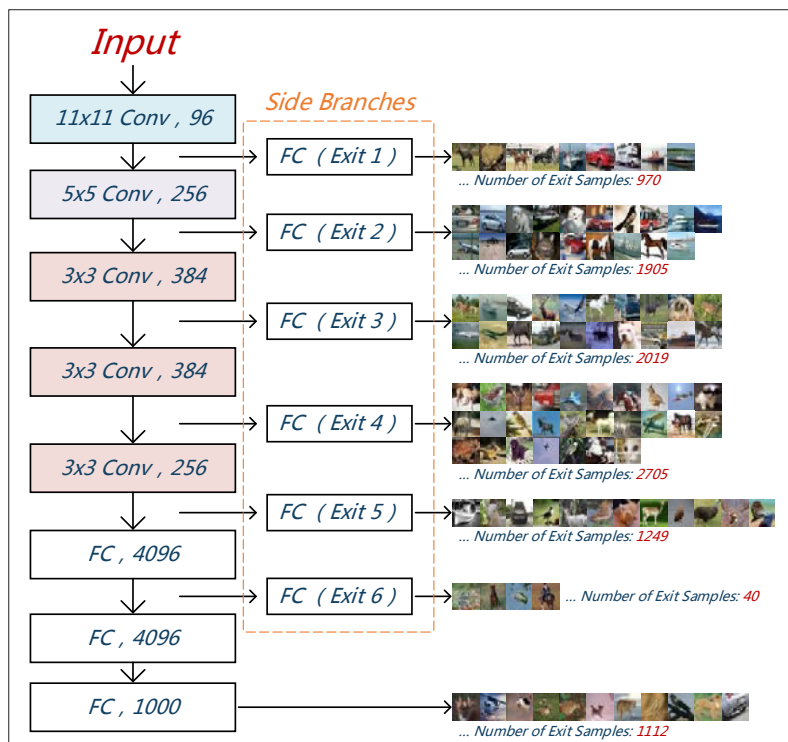 Input
Side Branches
11x11 Conv , 96
FC ( Exit 1 )
... Number of Exit Samples: 970
5x5 Conv , 256
FC ( Exit 2 )
... Number of Exit Samples: 1905
3x3 Conv , 384
FC ( Exit 3 )
... Number of Exit Samples: 2019
3x3 Conv , 384
FC ( Exit 4 )
... Number of Exit Samples: 2705
3x3 Conv , 256
FC ( Exit 5 )
... Number of Exit Samples: 1249
FC , 4096
FC ( Exit 6 )
... Number of Exit Samples: 40
FC , 4096
FC , 1000
... Number of Exit Samples: 1112